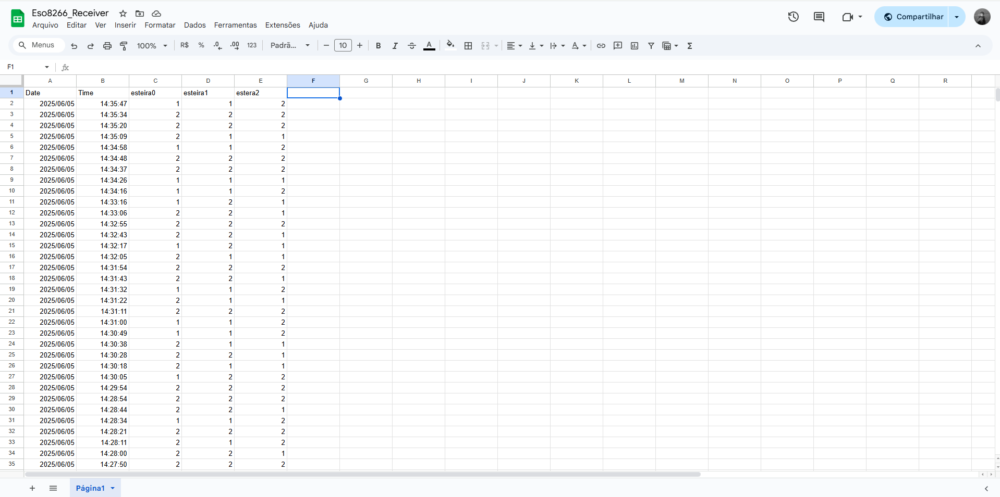 Eso8266_Receiver
Arquivo Editar Ver Inserir Formatar Dados Ferramentas Extensões Ajuda
Compartilhar
Menus 100% R$ % .0 .00 123 Padrã... 10 B I A Σ
F1 fx
A B C D E F G H I J K L M N O P Q R
1 Date Time esteira0 esteira1 estera2
2 2025/06/05 14:35:47 1 1 2
3 2025/06/05 14:35:34 2 2 2
4 2025/06/05 14:35:20 2 2 2
5 2025/06/05 14:35:09 2 1 1
6 2025/06/05 14:34:58 1 1 2
7 2025/06/05 14:34:48 2 2 2
8 2025/06/05 14:34:37 2 2 2
9 2025/06/05 14:34:26 1 1 1
10 2025/06/05 14:34:16 1 1 2
11 2025/06/05 14:33:16 1 2 1
12 2025/06/05 14:33:06 2 2 1
13 2025/06/05 14:32:55 2 2 2
14 2025/06/05 14:32:43 2 2 1
15 2025/06/05 14:32:17 1 2 1
16 2025/06/05 14:32:05 2 1 1
17 2025/06/05 14:31:54 2 2 2
18 2025/06/05 14:31:43 2 2 1
19 2025/06/05 14:31:32 1 1 2
20 2025/06/05 14:31:22 2 1 1
21 2025/06/05 14:31:11 2 2 2
22 2025/06/05 14:31:00 1 1 2
23 2025/06/05 14:30:49 1 1 2
24 2025/06/05 14:30:38 2 1 1
25 2025/06/05 14:30:28 2 2 1
26 2025/06/05 14:30:18 2 1 1
27 2025/06/05 14:30:05 1 2 2
28 2025/06/05 14:29:54 2 2 2
29 2025/06/05 14:28:54 2 2 2
30 2025/06/05 14:28:44 2 2 1
31 2025/06/05 14:28:34 1 1 2
32 2025/06/05 14:28:21 2 2 2
33 2025/06/05 14:28:11 2 1 2
34 2025/06/05 14:28:00 2 2 1
35 2025/06/05 14:27:50 2 2 2
Página1